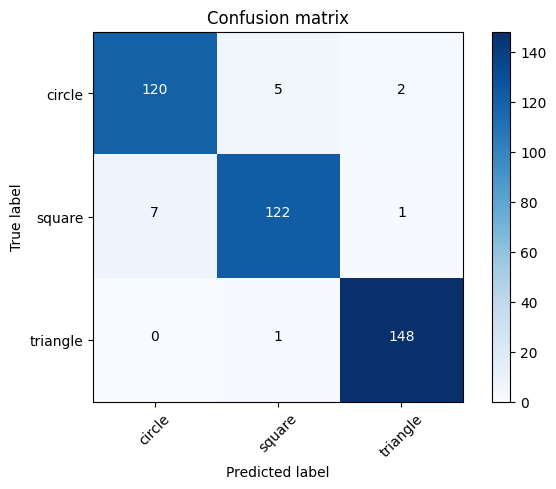 Confusion matrix
True label
circle 120 5 2
square 7 122 1
triangle 0 1 148
circle square triangle
Predicted label
140
120
100
80
60
40
20
0